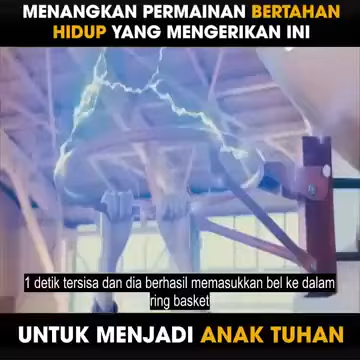 MENANGKAN PERMAINAN BERTAHAN
HIDUP YANG MENGERIKAN INI
1 detik tersisa dan dia berhasil memasukkan bel ke dalam
ring basket
UNTUK MENJADI ANAK TUHAN